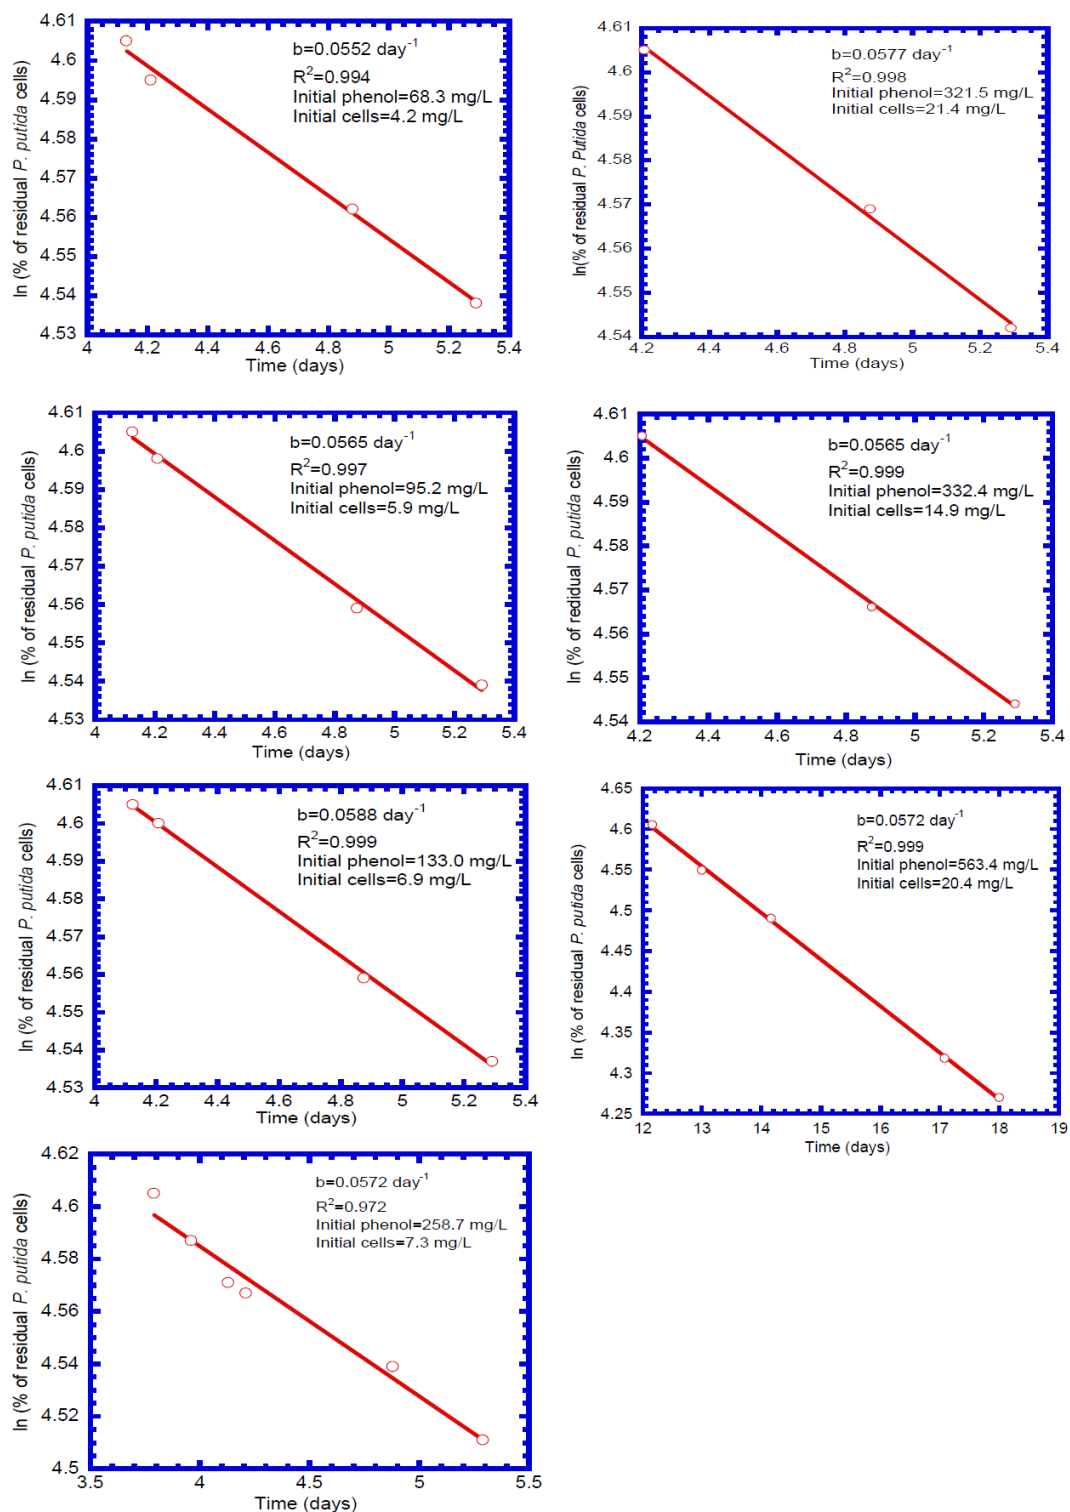 4.61
4.6
4.59
4.58
4.57
4.56
4.55
4.54
4.53
ln (% of residual P. putida cells)
b=0.0552 day⁻¹
R²=0.994
Initial phenol=68.3 mg/L
Initial cells=4.2 mg/L
4 4.2 4.4 4.6 4.8 5 5.2 5.4
Time (days)
4.61
4.6
4.59
4.58
4.57
4.56
4.55
4.54
ln(% of residual P. Putida cells)
b=0.0577 day⁻¹
R²=0.998
Initial phenol=321.5 mg/L
Initial cells=21.4 mg/L
4.2 4.4 4.6 4.8 5 5.2 5.4
Time (days)
4.61
4.6
4.59
4.58
4.57
4.56
4.55
4.54
4.53
ln (% of residual P. putida cells)
b=0.0565 day⁻¹
R²=0.997
Initial phenol=95.2 mg/L
Initial cells=5.9 mg/L
4 4.2 4.4 4.6 4.8 5 5.2 5.4
Time (days)
4.61
4.6
4.59
4.58
4.57
4.56
4.55
4.54
ln (% of redidual P. putida cells)
b=0.0565 day⁻¹
R²=0.999
Initial phenol=332.4 mg/L
Initial cells=14.9 mg/L
4.2 4.4 4.6 4.8 5 5.2 5.4
Time (days)
4.61
4.6
4.59
4.58
4.57
4.56
4.55
4.54
4.53
ln (% of residual P. putida cells)
b=0.0588 day⁻¹
R²=0.999
Initial phenol=133.0 mg/L
Initial cells=6.9 mg/L
4 4.2 4.4 4.6 4.8 5 5.2 5.4
Time (days)
4.65
4.6
4.55
4.5
4.45
4.4
4.35
4.3
4.25
ln (% of residual P. putida cells)
b=0.0572 day⁻¹
R²=0.999
Initial phenol=563.4 mg/L
Initial cells=20.4 mg/L
12 13 14 15 16 17 18 19
Time (days)
4.62
4.6
4.58
4.56
4.54
4.52
4.5
ln (% of residual P. putida cells)
b=0.0572 day⁻¹
R²=0.972
Initial phenol=258.7 mg/L
Initial cells=7.3 mg/L
3.5 4 4.5 5 5.5
Time (days)